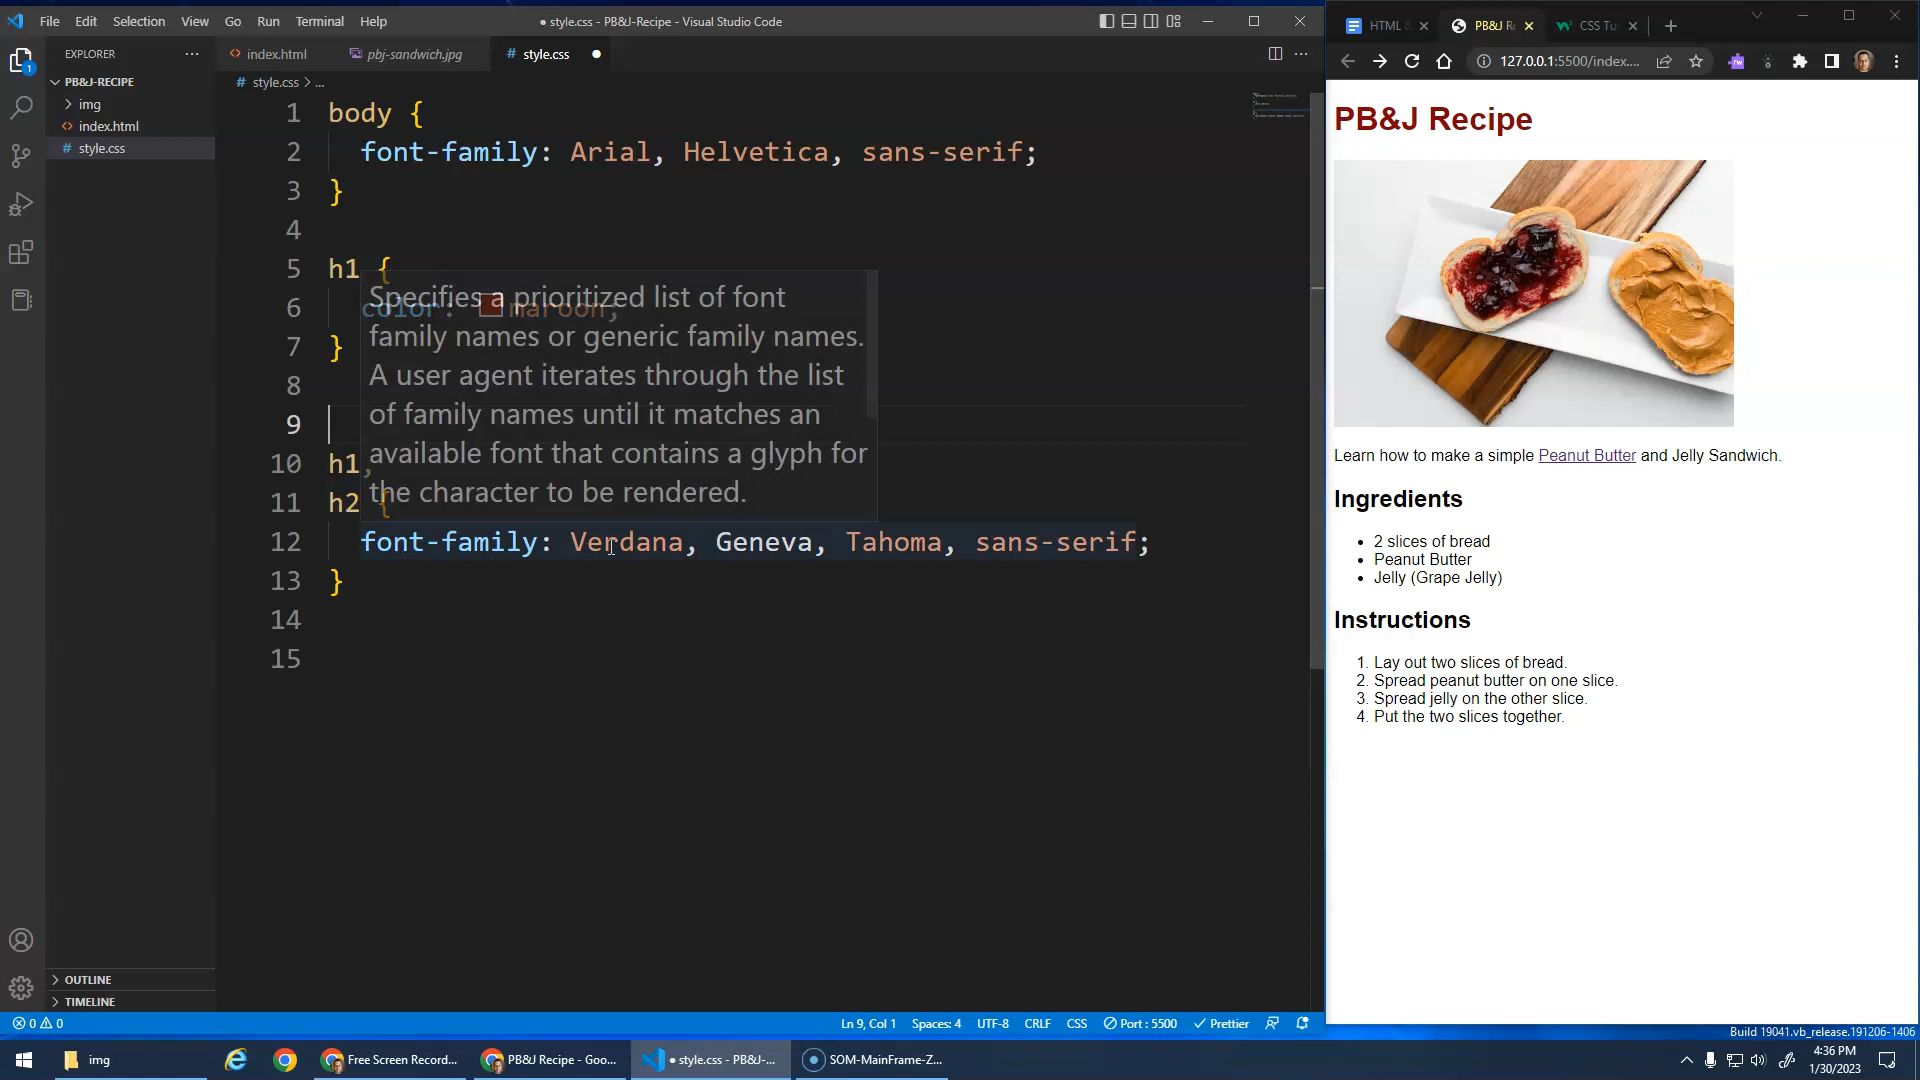 File Edit Selection View Go Run Terminal Help
● style.css - PB&J-Recipe - Visual Studio Code
EXPLORER
PB&J-RECIPE
img
index.html
style.css
OUTLINE
TIMELINE
index.html
pbj-sandwich.jpg
style.css
style.css > ...
1 body {
2 font-family: Arial, Helvetica, sans-serif;
3 }
4
5 h1 {
6 color: maroon;
7 }
8
9
10 h1,
11 h2 {
12 font-family: Verdana, Geneva, Tahoma, sans-serif;
13 }
14
15
Specifies a prioritized list of font
family names or generic family names.
A user agent iterates through the list
of family names until it matches an
available font that contains a glyph for
the character to be rendered.
0 0
Ln 9, Col 1 Spaces: 4 UTF-8 CRLF CSS Port : 5500 Prettier
HTML &
PB&J R
CSS Tu
127.0.0.1:5500/index....
PB&J Recipe
Learn how to make a simple Peanut Butter and Jelly Sandwich.
Ingredients
• 2 slices of bread
• Peanut Butter
• Jelly (Grape Jelly)
Instructions
1. Lay out two slices of bread.
2. Spread peanut butter on one slice.
3. Spread jelly on the other slice.
4. Put the two slices together.
Build 19041.vb_release.191206-1406
1
img
Free Screen Record...
PB&J Recipe - Goo...
● style.css - PB&J-...
SOM-MainFrame-Z...
4:36 PM
1/30/2023